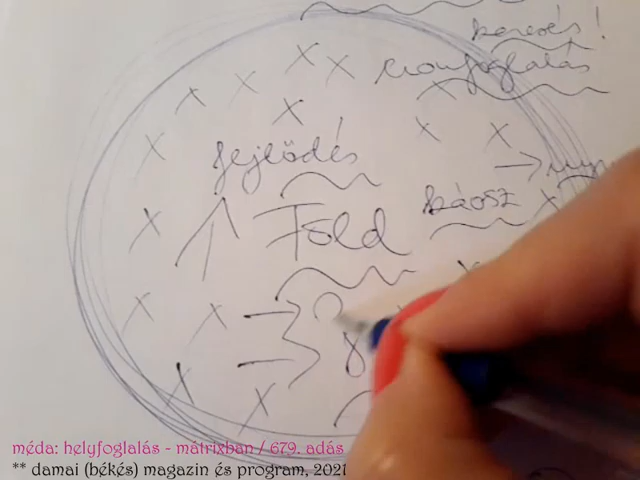 keresés!
honfoglalás
fejlődés
káosz
Föld
méda: helyfoglalás - mátrixban / 679. adás
** damai (békés) magazin és program, 2021